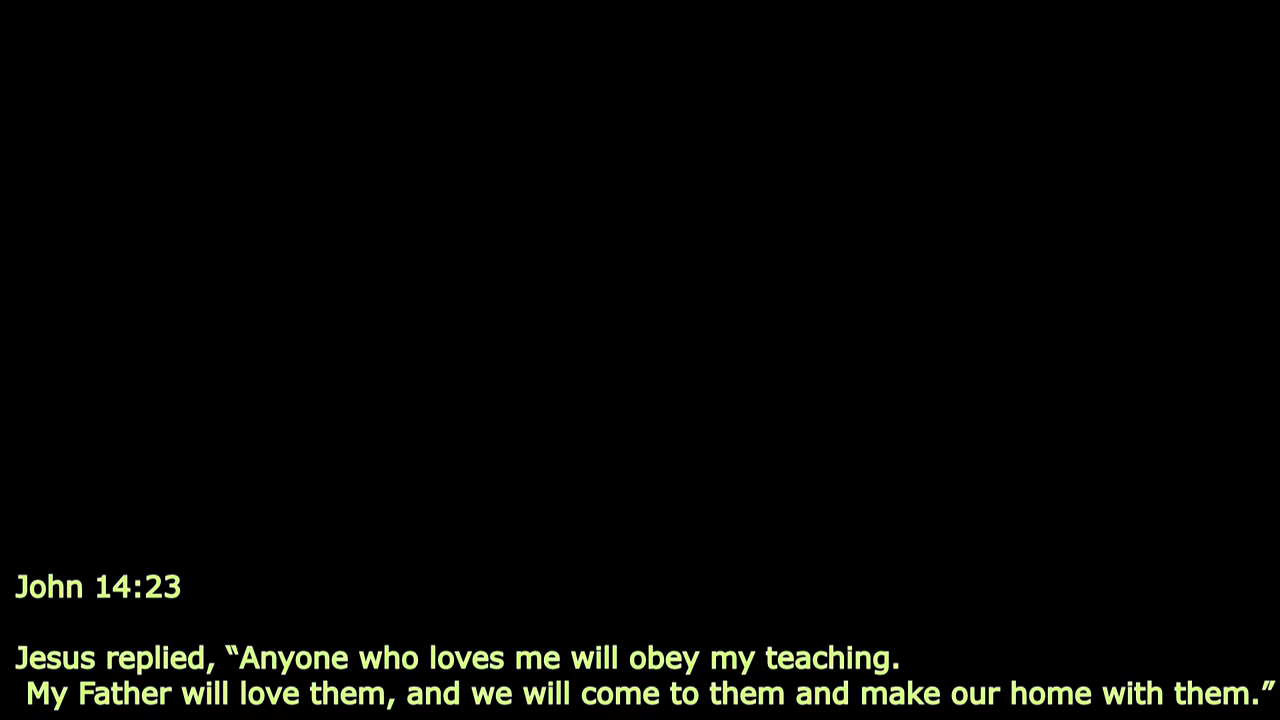 John 14:23
Jesus replied, “Anyone who loves me will obey my teaching.
My Father will love them, and we will come to them and make our home with them.”